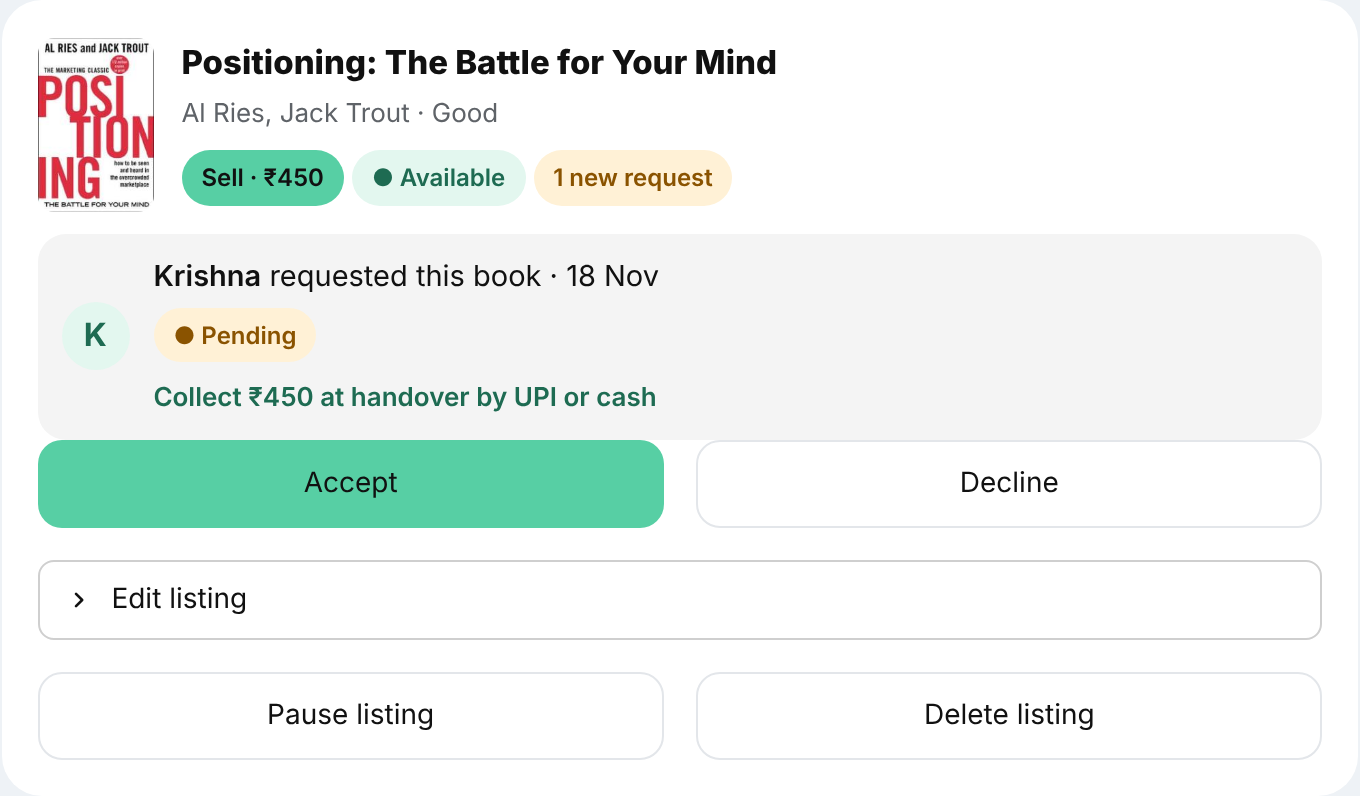 AL RIES and JACK TROUT
THE MARKETING CLASSIC
POSI
TION
ING
how to be seen
and heard in
the overcrowded
marketplace
THE BATTLE FOR YOUR MIND
Positioning: The Battle for Your Mind
Al Ries, Jack Trout · Good
Sell · ₹450
Available
1 new request
Krishna requested this book · 18 Nov
K
Pending
Collect ₹450 at handover by UPI or cash
Accept
Decline
Edit listing
Pause listing
Delete listing